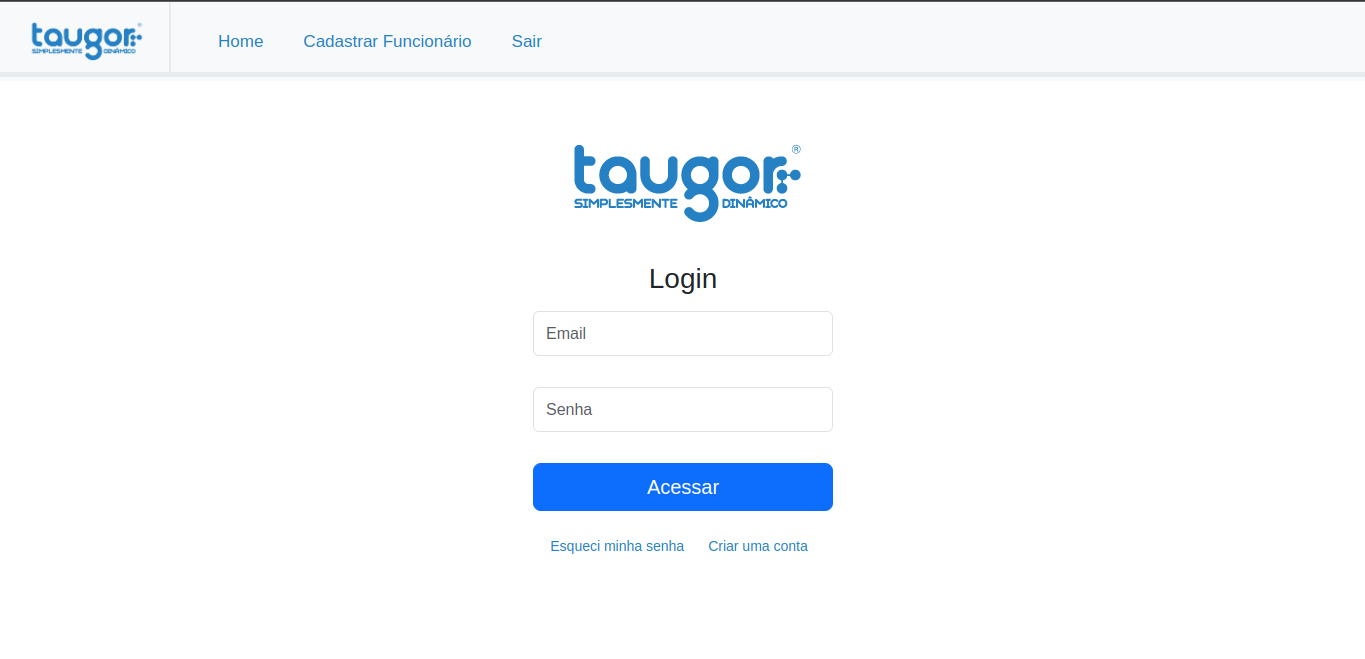 taugor®
SIMPLESMENTE DINÂMICO
Home Cadastrar Funcionário Sair
taugor®
SIMPLESMENTE DINÂMICO
Login
Email
Senha
Acessar
Esqueci minha senha Criar uma conta